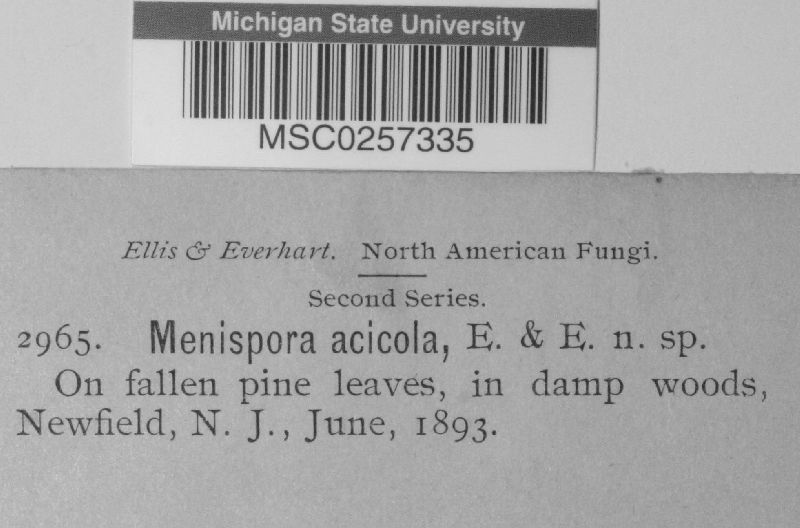 Michigan State University
MSC0257335
Ellis & Everhart. North American Fungi.
Second Series.
2965. Menispora acicola, E. & E. n. sp.
On fallen pine leaves, in damp woods,
Newfield, N. J., June, 1893.